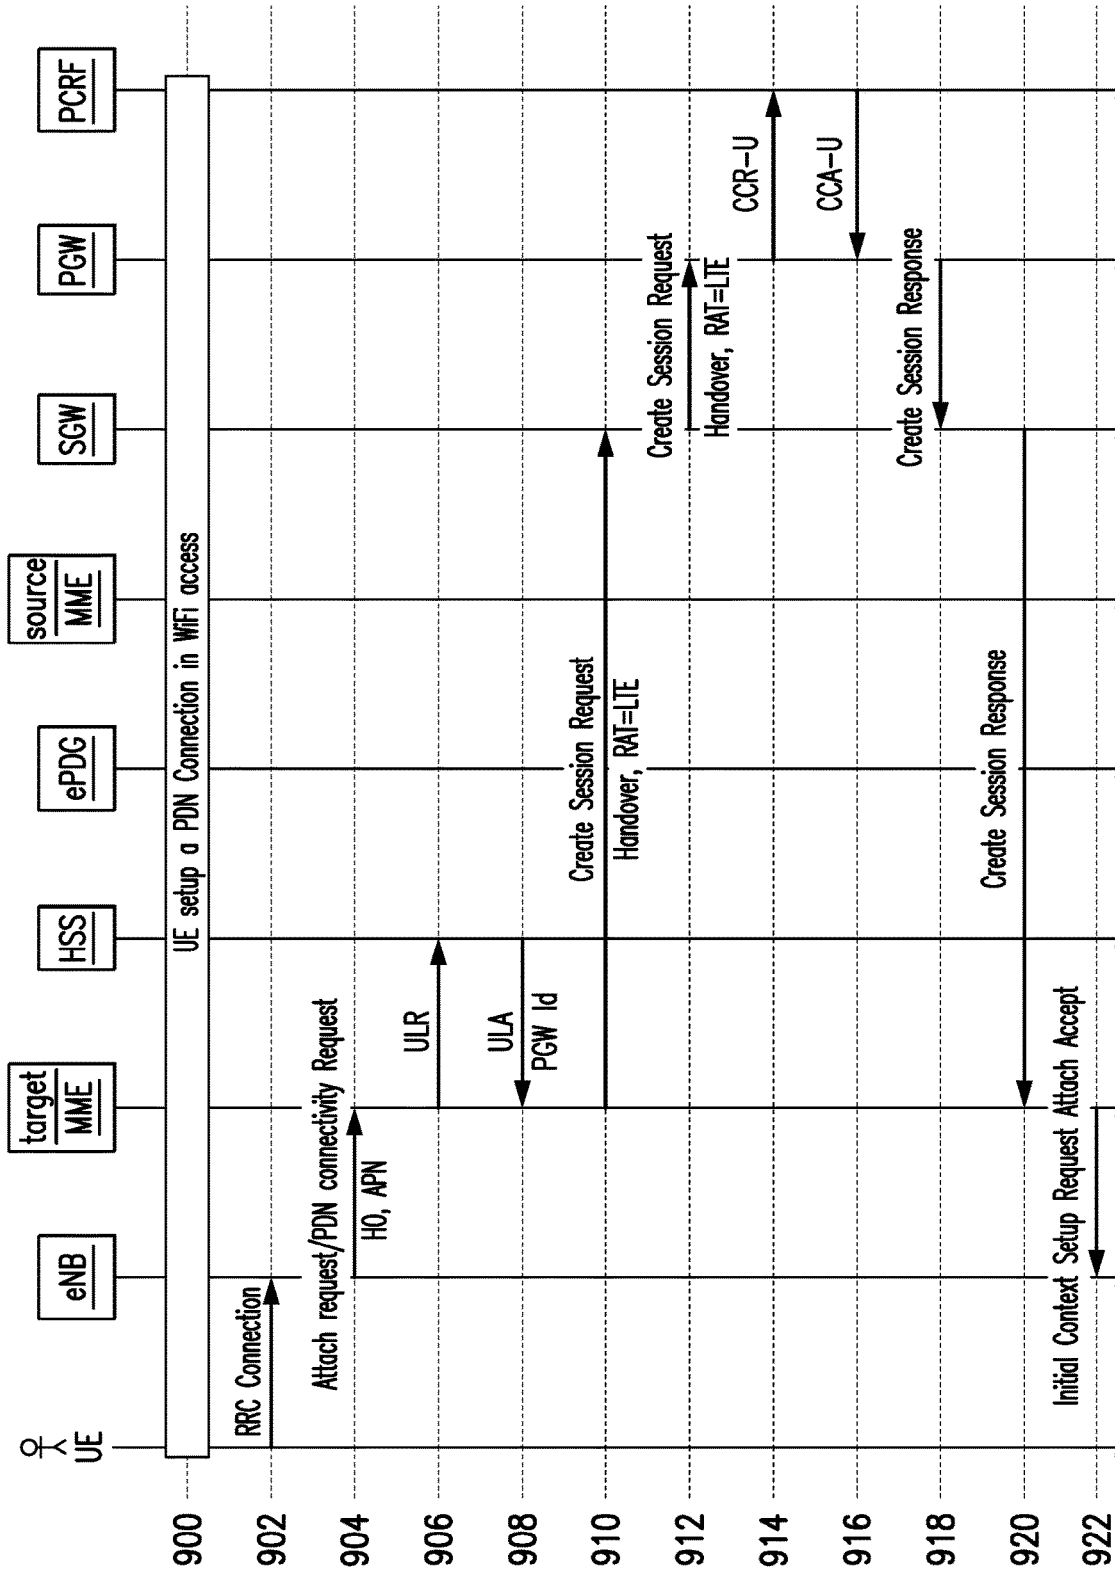 UE
eNB
target
MME
HSS
ePDG
source
MME
SGW
PGW
PCRF
900
UE setup a PDN Connection in WiFi access
902
RRC Connection
904
Attach request/PDN connectivity Request
HO, APN
906
ULR
908
ULA
PGW Id
910
Create Session Request
Handover, RAT=LTE
912
Create Session Request
Handover, RAT=LTE
914
CCR-U
916
CCA-U
918
Create Session Response
920
Create Session Response
922
Initial Context Setup Request Attach Accept